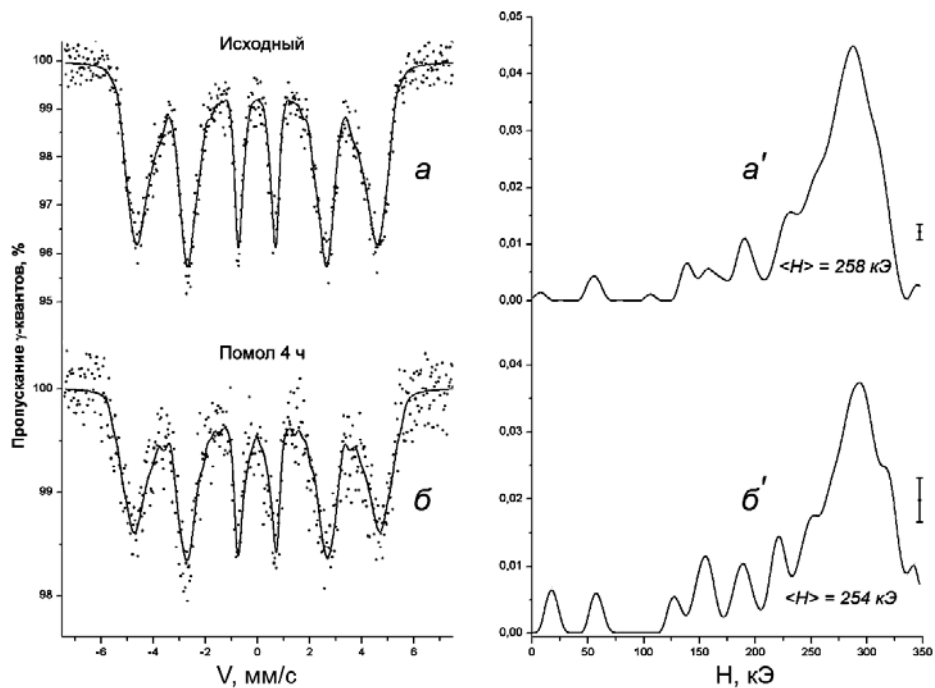 Исходный
100
99
98
97
96
95
а
Помол 4 ч
100
99
98
б
-6 -4 -2 0 2 4 6
V, мм/с
Пропускание γ-квантов, %
0,05
0,04
0,03
0,02
0,01
0,00
а'
<H> = 258 кЭ
0,04
0,03
0,02
0,01
0,00
б'
<H> = 254 кЭ
0 50 100 150 200 250 300 350
H, кЭ